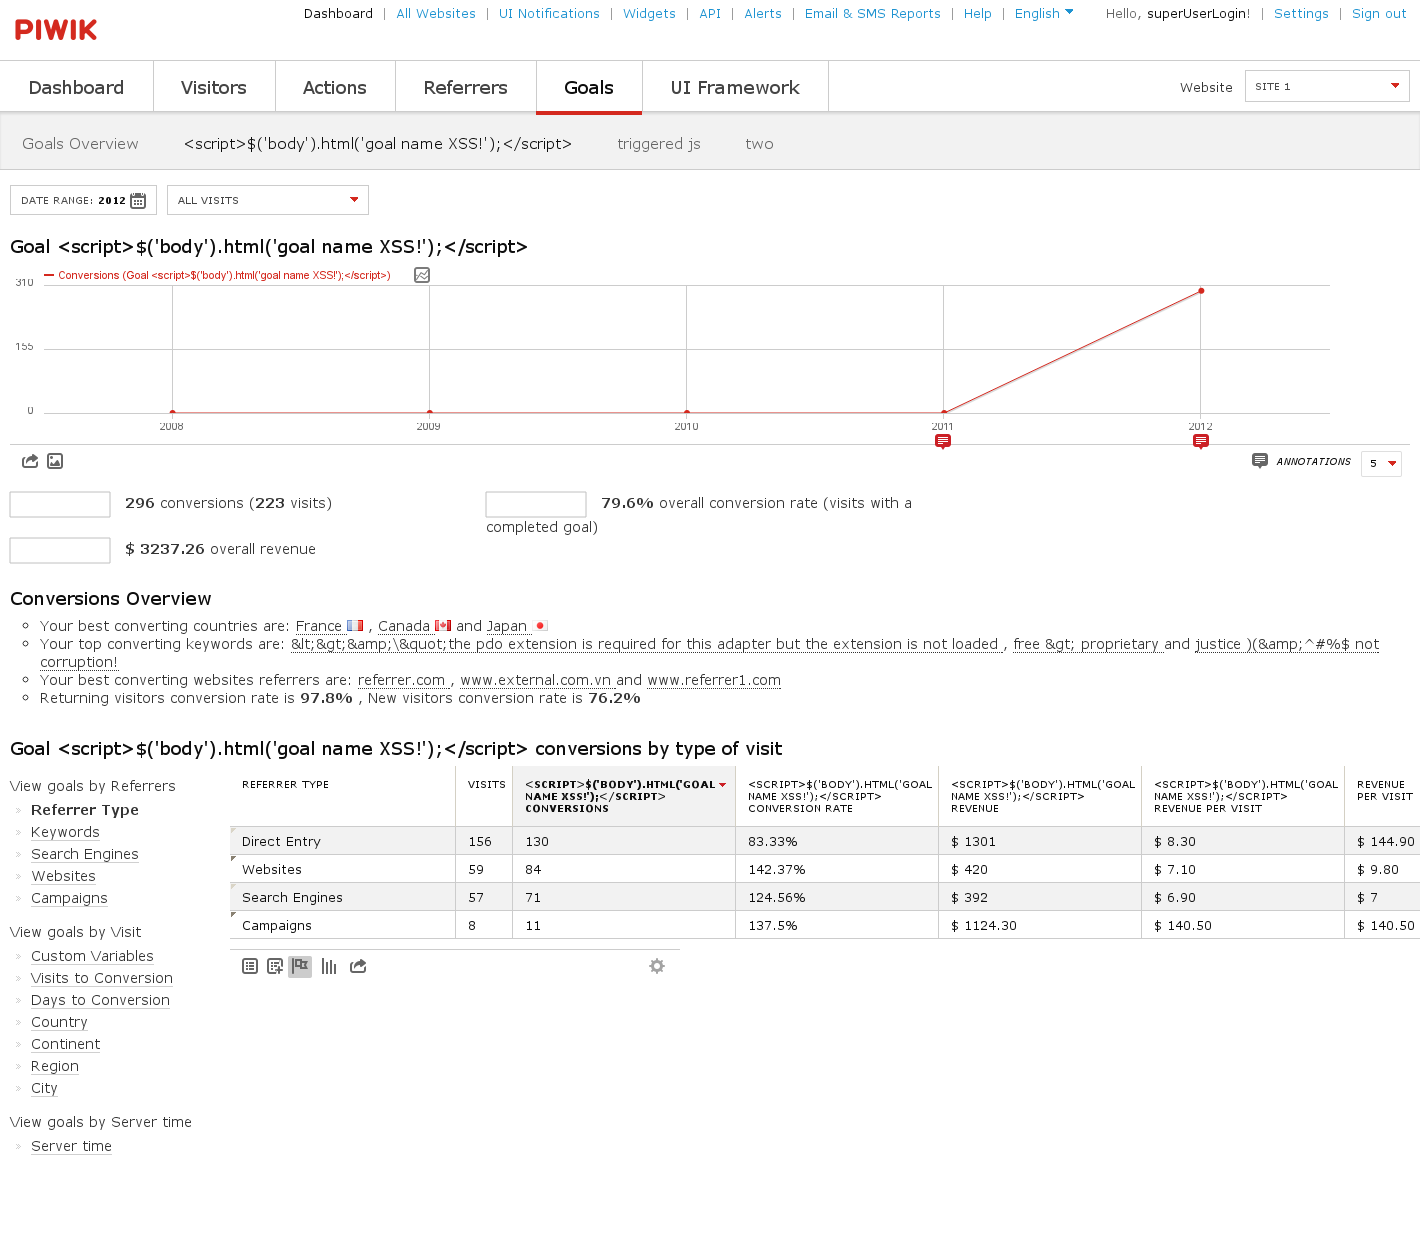 PIWIK
Dashboard | All Websites | UI Notifications | Widgets | API | Alerts | Email & SMS Reports | Help | English Hello, superUserLogin! | Settings | Sign out
Dashboard Visitors Actions Referrers Goals UI Framework Website SITE 1
Goals Overview <script>$('body').html('goal name XSS!');</script> triggered js two
DATE RANGE: 2012 ALL VISITS
Goal <script>$('body').html('goal name XSS!');</script>
Conversions (Goal <script>$('body').html('goal name XSS!');</script>)
310
155
0
2008 2009 2010 2011 2012
ANNOTATIONS 5
296 conversions (223 visits)
79.6% overall conversion rate (visits with a
completed goal)
$ 3237.26 overall revenue
Conversions Overview
Your best converting countries are: France , Canada and Japan
Your top converting keywords are: &lt;&gt;&amp;\&quot;the pdo extension is required for this adapter but the extension is not loaded , free &gt; proprietary and justice )(&amp;^#%$ not
corruption!
Your best converting websites referrers are: referrer.com , www.external.com.vn and www.referrer1.com
Returning visitors conversion rate is 97.8% , New visitors conversion rate is 76.2%
Goal <script>$('body').html('goal name XSS!');</script> conversions by type of visit
View goals by Referrers
» Referrer Type
» Keywords
» Search Engines
» Websites
» Campaigns
View goals by Visit
» Custom Variables
» Visits to Conversion
» Days to Conversion
» Country
» Continent
» Region
» City
View goals by Server time
» Server time
REFERRER TYPE VISITS <SCRIPT>$('BODY').HTML('GOAL <SCRIPT>$('BODY').HTML('GOAL <SCRIPT>$('BODY').HTML('GOAL <SCRIPT>$('BODY').HTML('GOAL REVENUE
NAME XSS!');</SCRIPT> NAME XSS!');</SCRIPT> NAME XSS!');</SCRIPT> NAME XSS!');</SCRIPT> PER VISIT
CONVERSIONS CONVERSION RATE REVENUE REVENUE PER VISIT
Direct Entry 156 130 83.33% $ 1301 $ 8.30 $ 144.90
Websites 59 84 142.37% $ 420 $ 7.10 $ 9.80
Search Engines 57 71 124.56% $ 392 $ 6.90 $ 7
Campaigns 8 11 137.5% $ 1124.30 $ 140.50 $ 140.50